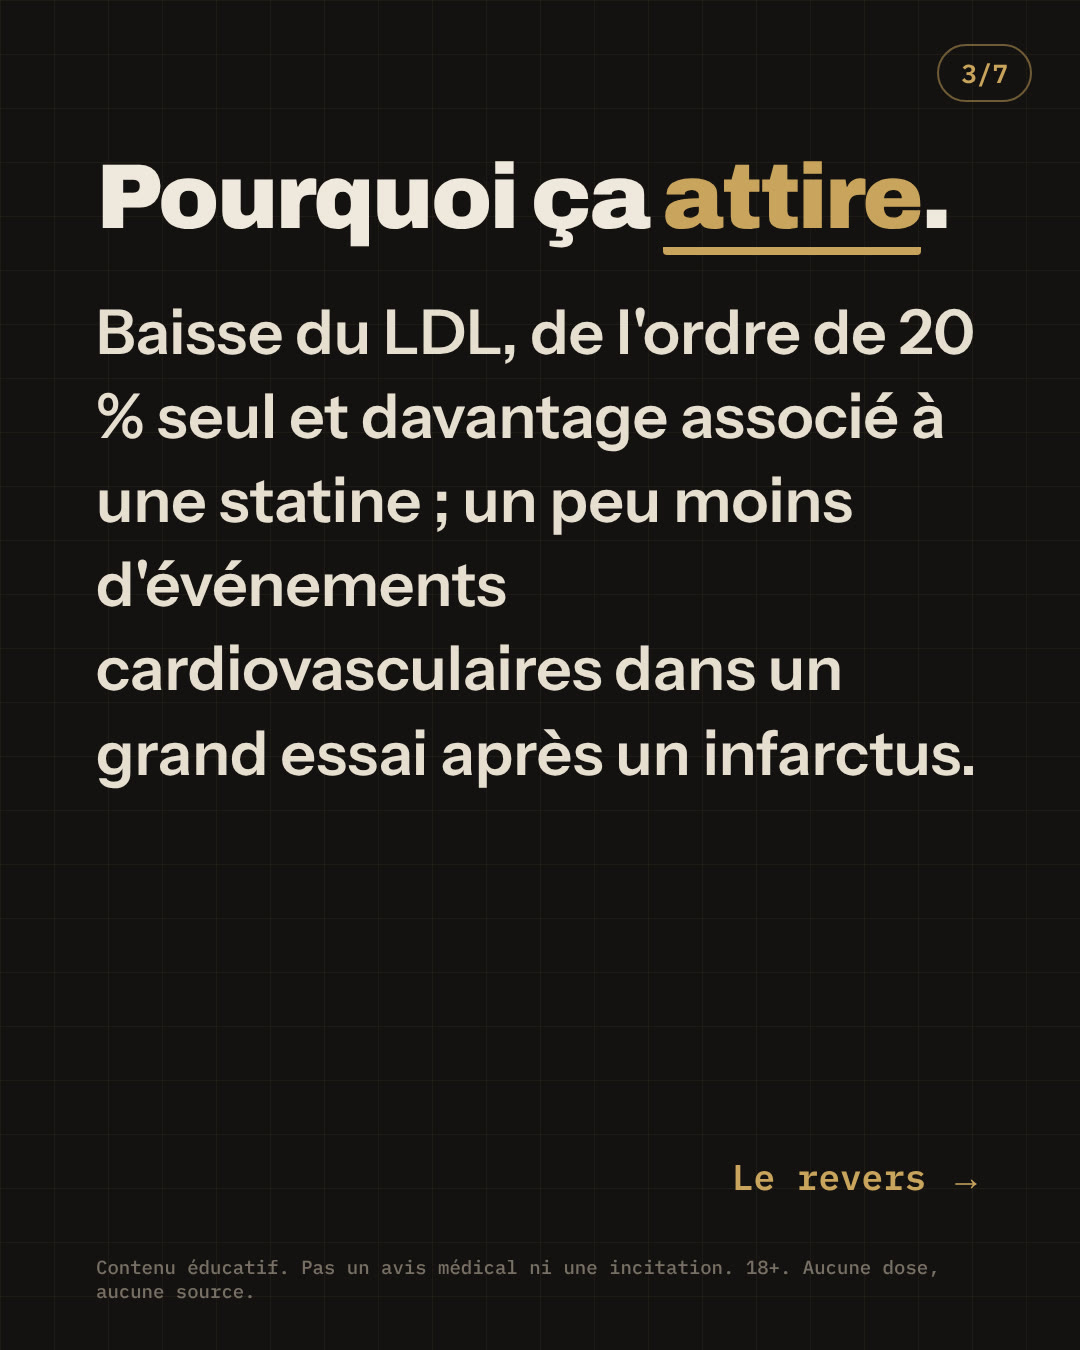 3/7
Pourquoi ça attire.
Baisse du LDL, de l'ordre de 20
% seul et davantage associé à
une statine ; un peu moins
d'événements
cardiovasculaires dans un
grand essai après un infarctus.
Le revers →
Contenu éducatif. Pas un avis médical ni une incitation. 18+. Aucune dose,
aucune source.